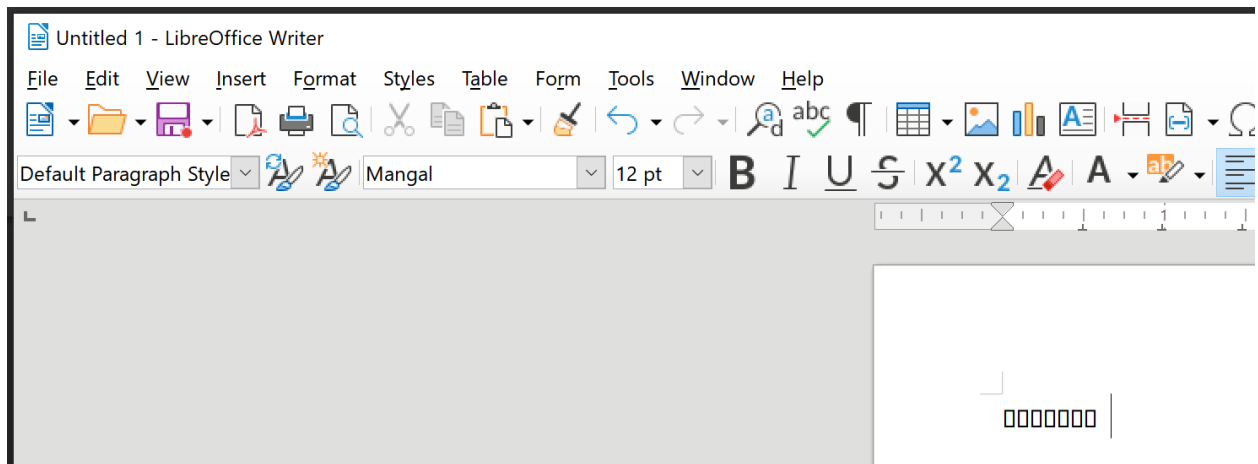 Untitled 1 - LibreOffice Writer
File Edit View Insert Format Styles Table Form Tools Window Help
Default Paragraph Style Mangal 12 pt
1
▯▯▯▯▯▯▯